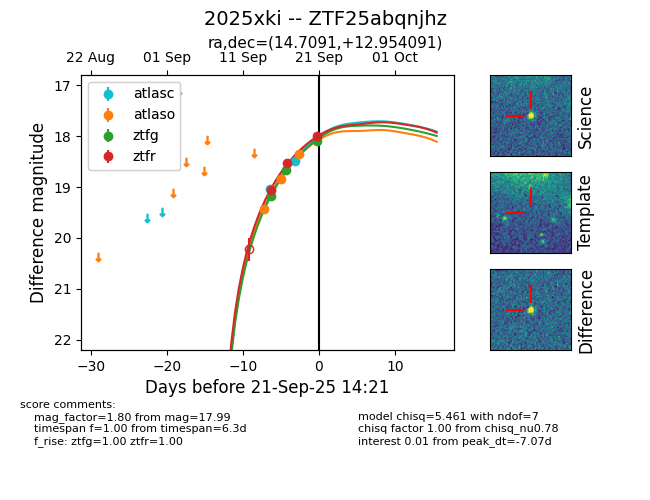 2025xki -- ZTF25abqnjhz
ra,dec=(14.7091,+12.954091)
22 Aug 01 Sep 11 Sep 21 Sep 01 Oct
atlasc
atlaso
ztfg
ztfr
17
18
19
20
21
22
Difference magnitude
−30 −20 −10 0 10
Days before 21-Sep-25 14:21
Science
Template
Difference
score comments:
mag_factor=1.80 from mag=17.99
timespan f=1.00 from timespan=6.3d
f_rise: ztfg=1.00 ztfr=1.00
model chisq=5.461 with ndof=7
chisq factor 1.00 from chisq_nu0.78
interest 0.01 from peak_dt=-7.07d